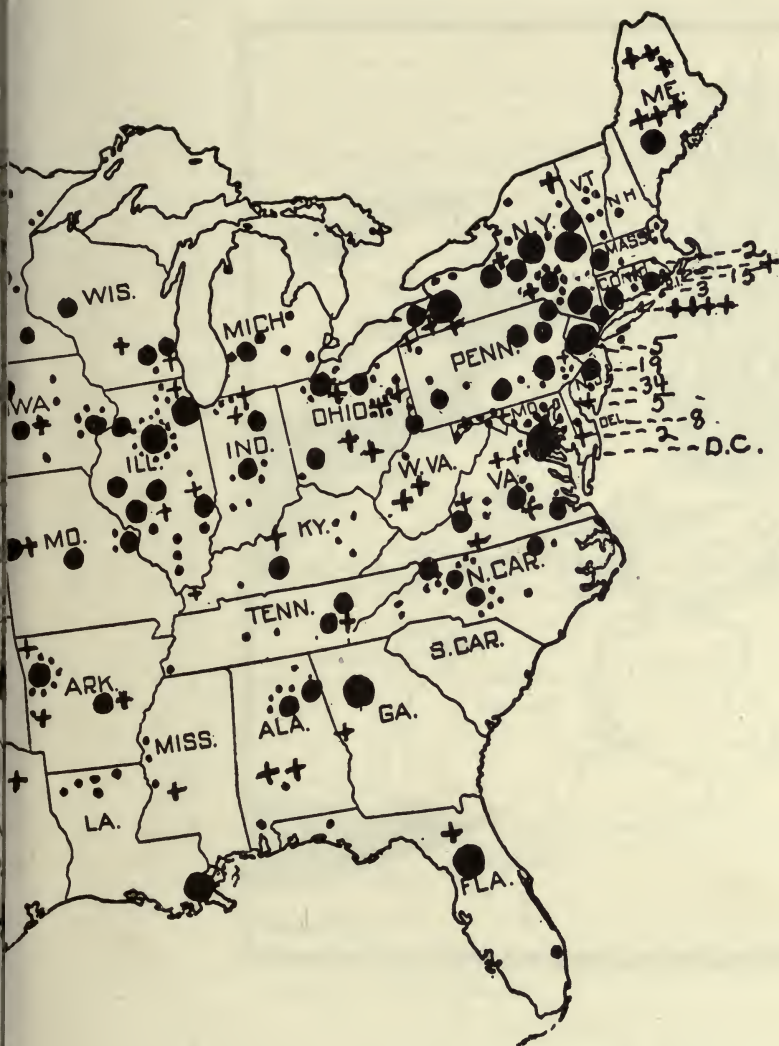 ME.
VT.
N.H.
N.Y.
MASS.
CONN.
R.I.
2
2
15
3
WIS.
MICH.
PENN.
5
19
N.J.
34
5
WA
OHIO
MD.
DEL.
8
2
D.C.
ILL.
IND.
W.VA.
VA.
MO.
KY.
N.CAR.
TENN.
S.CAR.
ARK.
GA.
MISS.
ALA.
LA.
FLA.